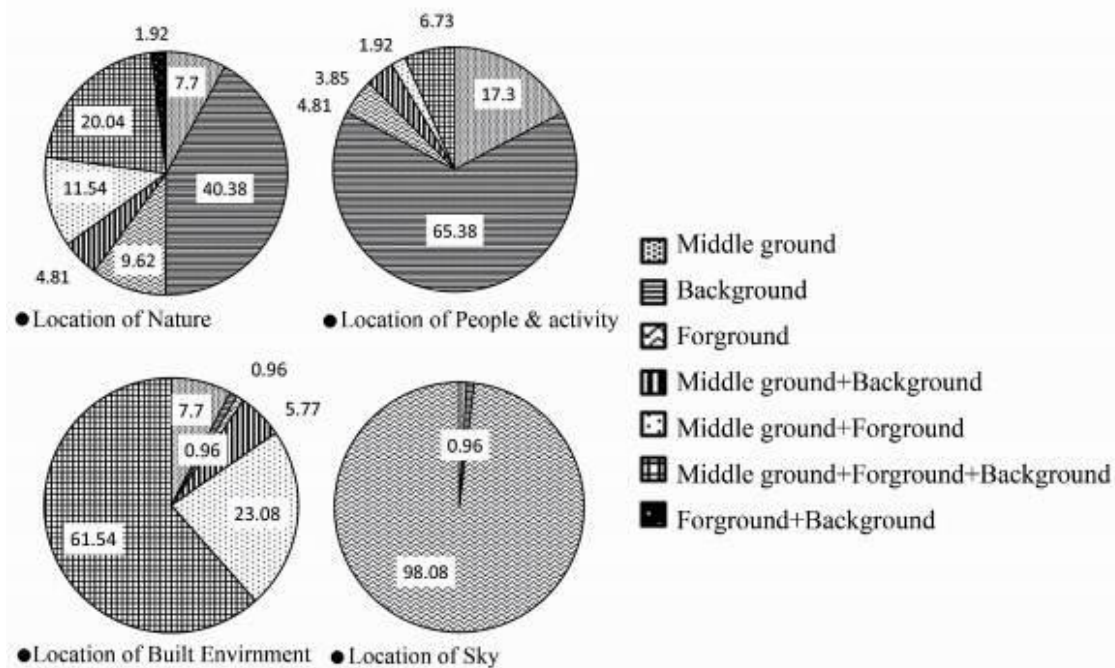 1.92
7.7
20.04
40.38
11.54
9.62
4.81
●Location of Nature
6.73
1.92
3.85
4.81
17.3
65.38
●Location of People & activity
0.96
7.7
5.77
0.96
23.08
61.54
●Location of Built Envirnment
0.96
98.08
●Location of Sky
Middle ground
Background
Forground
Middle ground+Background
Middle ground+Forground
Middle ground+Forground+Background
Forground+Background